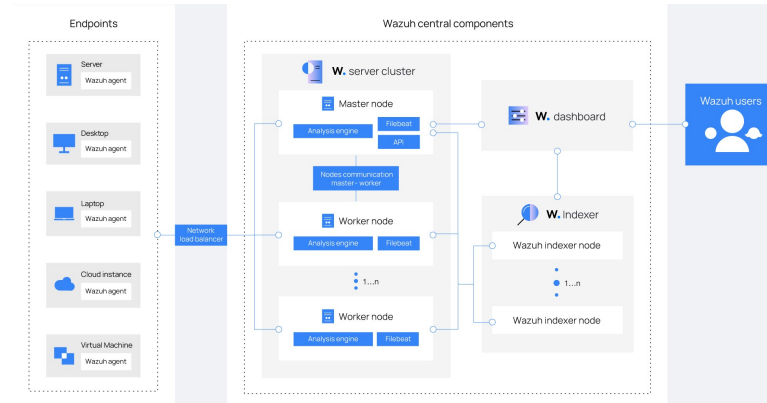 Endpoints
Wazuh central components
Server
Wazuh agent
Desktop
Wazuh agent
Laptop
Wazuh agent
Cloud instance
Wazuh agent
Virtual Machine
Wazuh agent
Network
load balancer
W. server cluster
Master node
Analysis engine
Filebeat
API
Nodes communication
master - worker
Worker node
Analysis engine
Filebeat
1...n
Worker node
Analysis engine
Filebeat
W. dashboard
W. Indexer
Wazuh indexer node
1...n
Wazuh indexer node
Wazuh users